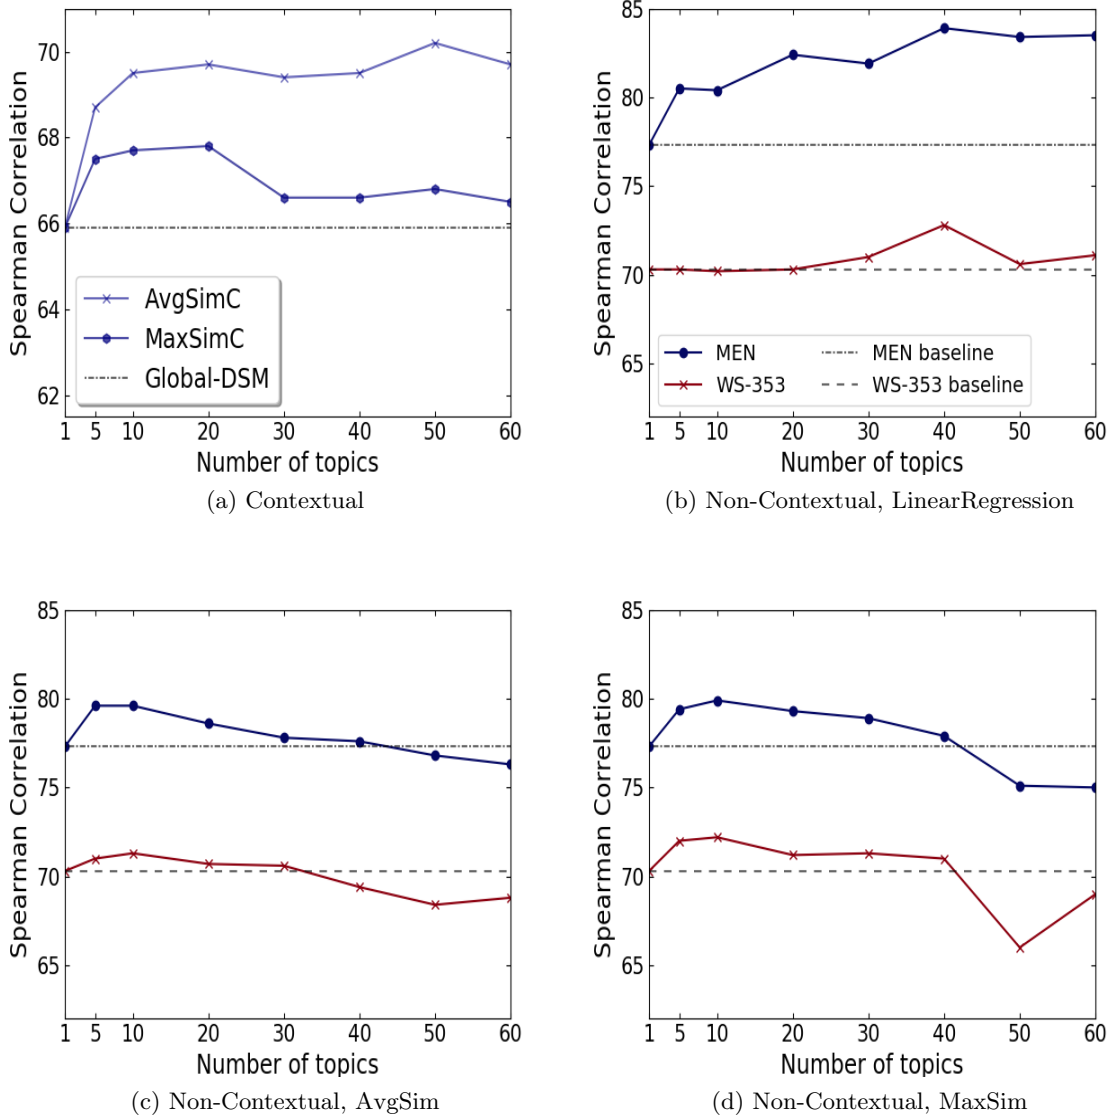 70
68
66
64
62
Spearman Correlation
AvgSimC
MaxSimC
Global-DSM
1 5 10 20 30 40 50 60
Number of topics
(a) Contextual
85
80
75
70
65
Spearman Correlation
MEN
WS-353
MEN baseline
WS-353 baseline
1 5 10 20 30 40 50 60
Number of topics
(b) Non-Contextual, LinearRegression
85
80
75
70
65
Spearman Correlation
1 5 10 20 30 40 50 60
Number of topics
(c) Non-Contextual, AvgSim
85
80
75
70
65
Spearman Correlation
1 5 10 20 30 40 50 60
Number of topics
(d) Non-Contextual, MaxSim